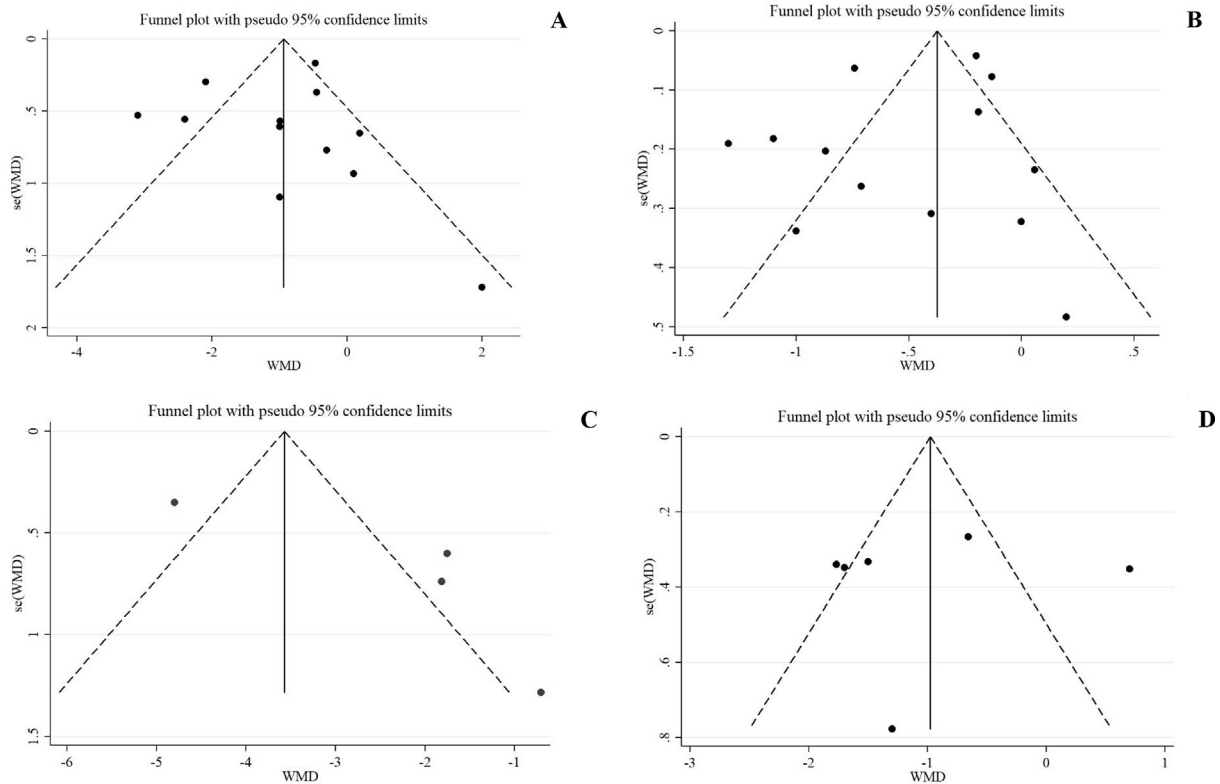 Funnel plot with pseudo 95% confidence limits
A
0
.5
1
1.5
2
se(WMD)
-4 -2 0 2
WMD
Funnel plot with pseudo 95% confidence limits
B
0
.1
.2
.3
.4
.5
se(WMD)
-1.5 -1 -.5 0 .5
WMD
Funnel plot with pseudo 95% confidence limits
C
0
.5
1
1.5
se(WMD)
-6 -5 -4 -3 -2 -1
WMD
Funnel plot with pseudo 95% confidence limits
D
0
.2
.4
.6
.8
se(WMD)
-3 -2 -1 0 1
WMD